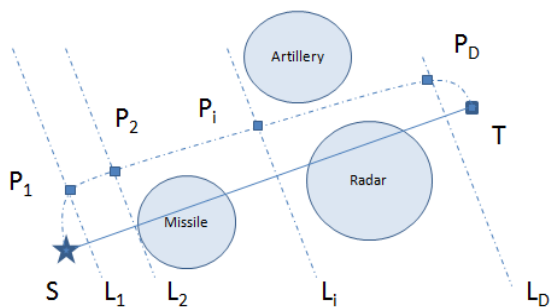 Artillery
P_D
P_i
P_2
T
P_1
Radar
Missile
S
L_1
L_2
L_i
L_D